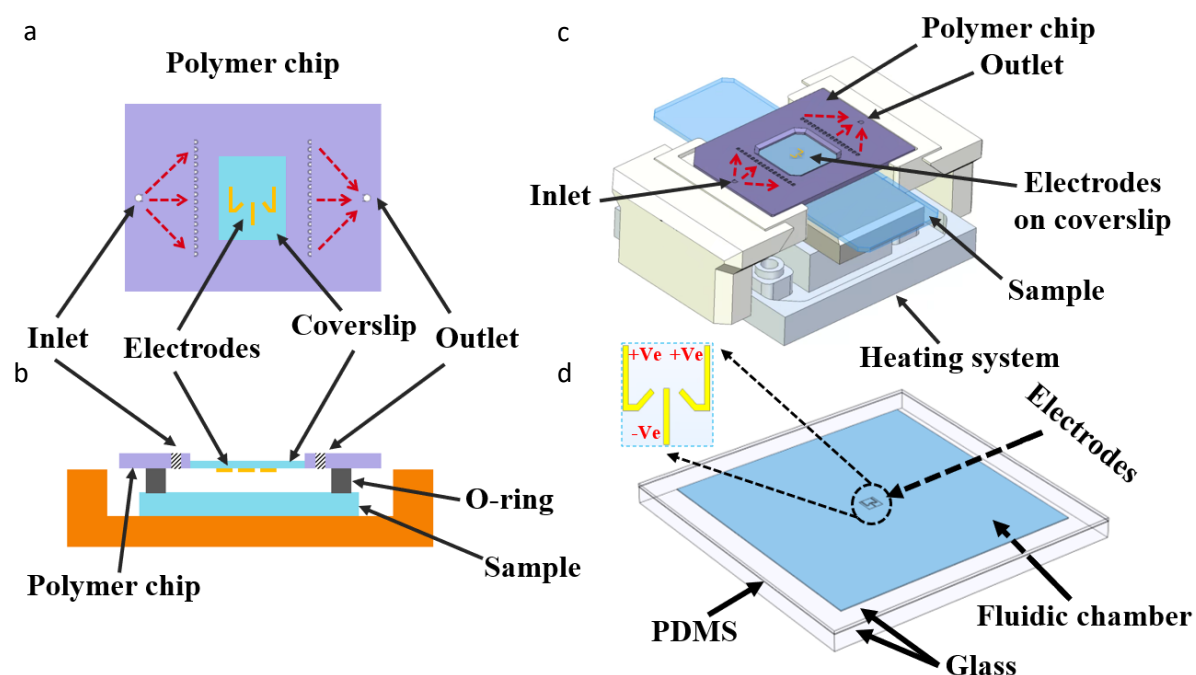 a
Polymer chip
Inlet
Electrodes
Coverslip
Outlet
b
O-ring
Sample
Polymer chip
c
Polymer chip
Outlet
Inlet
Electrodes
on coverslip
Sample
Heating system
d
+Ve +Ve
-Ve
Electrodes
PDMS
Fluidic chamber
Glass